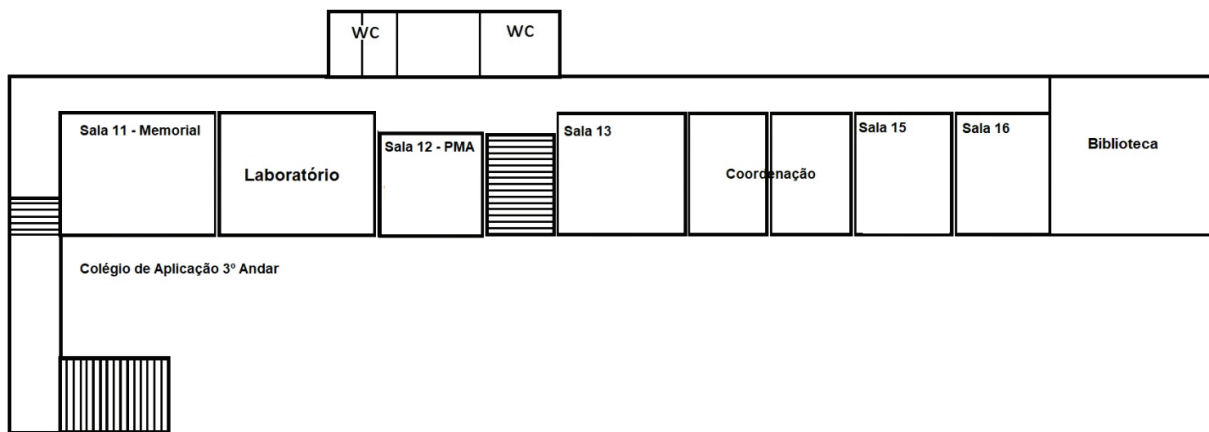 WC
WC
Sala 11 - Memorial
Laboratório
Sala 12 - PMA
Sala 13
Coordenação
Sala 15
Sala 16
Biblioteca
Colégio de Aplicação 3º Andar